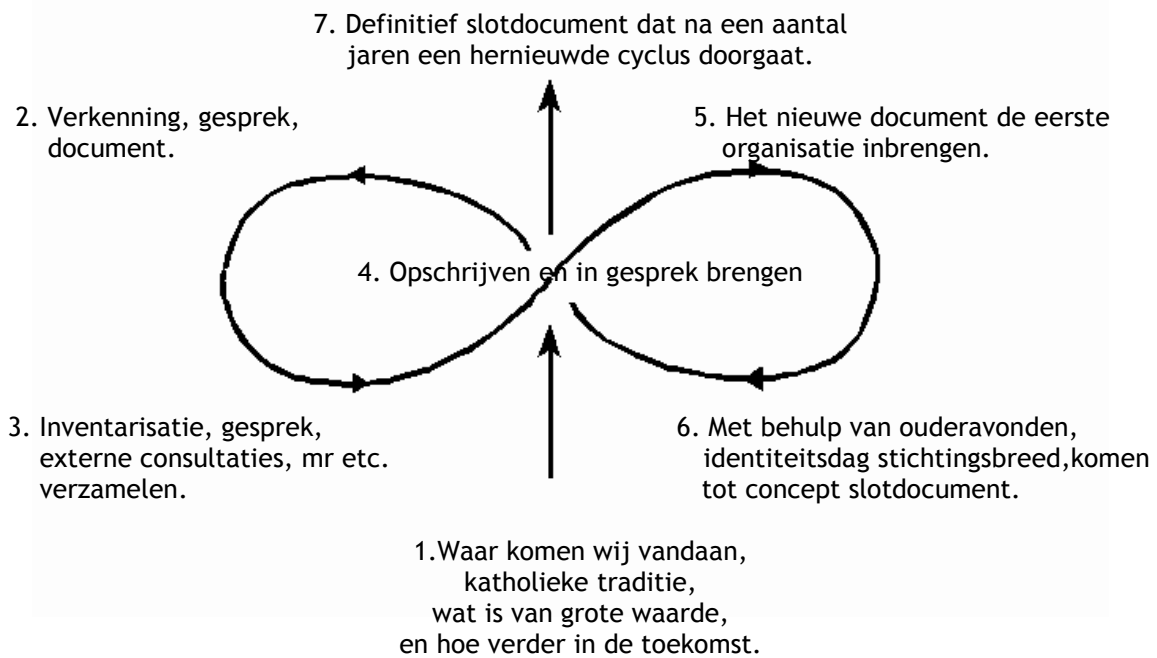 7. Definitief slotdocument dat na een aantal
jaren een hernieuwde cyclus doorgaat.
2. Verkenning, gesprek,
document.
5. Het nieuwe document de eerste
organisatie inbrengen.
4. Opschrijven en in gesprek brengen
3. Inventarisatie, gesprek,
externe consultaties, mr etc.
verzamelen.
6. Met behulp van ouderavonden,
identiteitsdag stichtingsbreed,komen
tot concept slotdocument.
1.Waar komen wij vandaan,
katholieke traditie,
wat is van grote waarde,
en hoe verder in de toekomst.